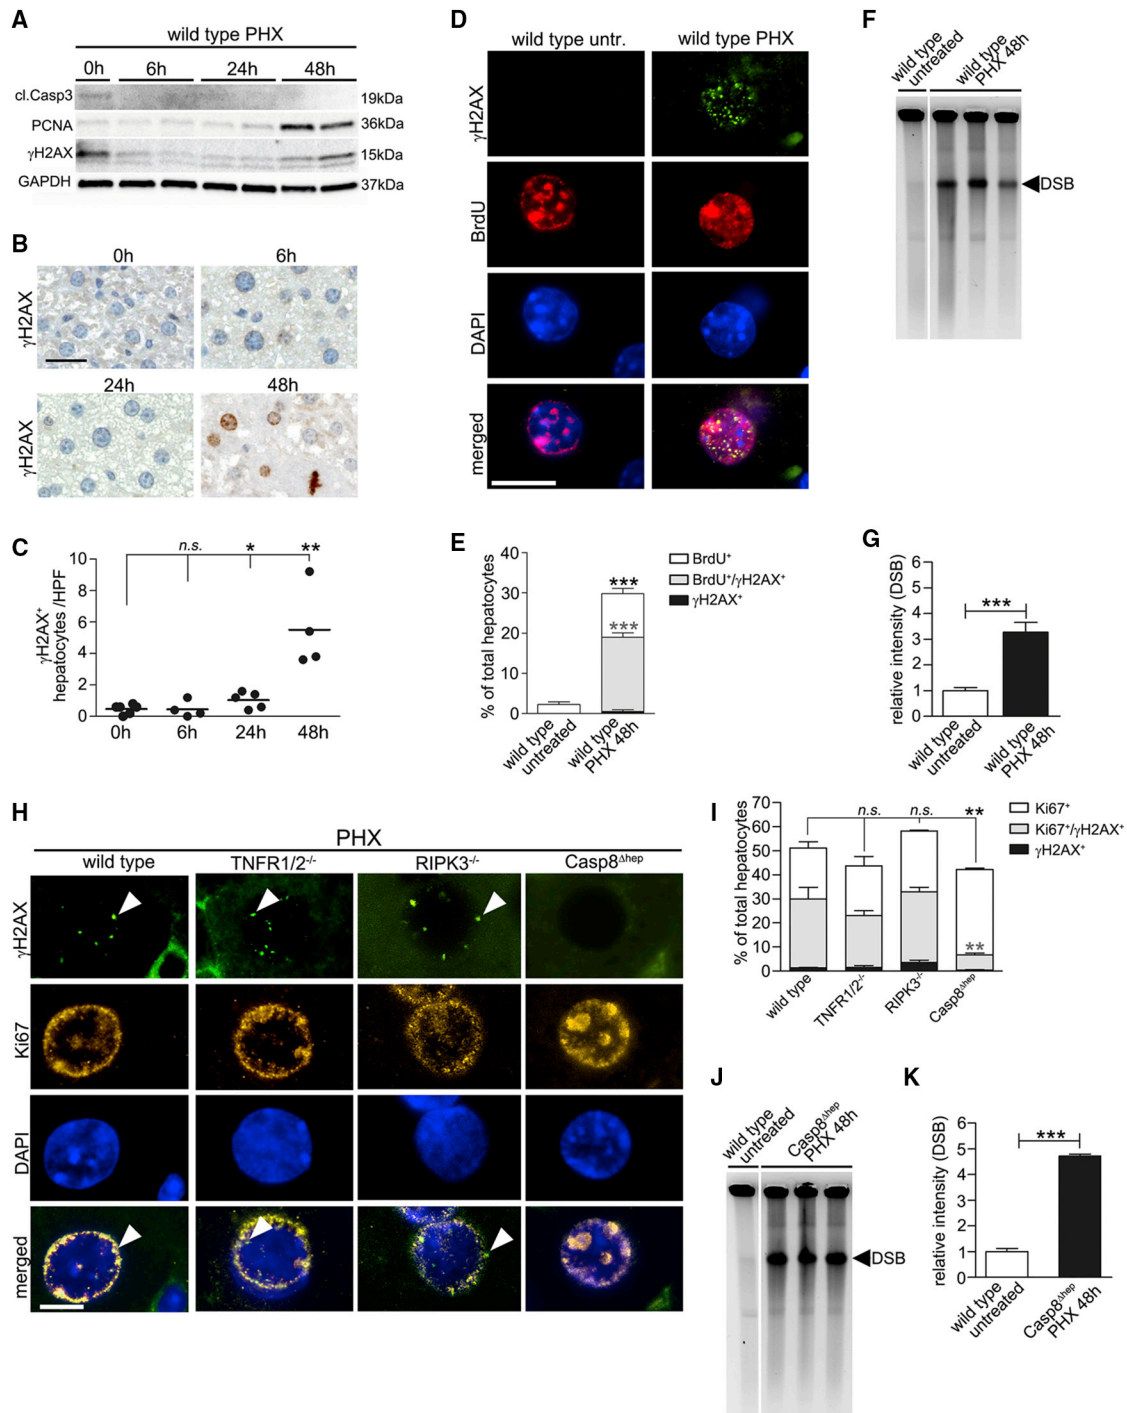 A
wild type PHX
0h 6h 24h 48h
cl.Casp3 19kDa
PCNA 36kDa
γH2AX 15kDa
GAPDH 37kDa
B
0h 6h
γH2AX
24h 48h
γH2AX
C
n.s. * **
γH2AX⁺
hepatocytes /HPF
10
8
6
4
2
0
0h 6h 24h 48h
D
wild type untr. wild type PHX
γH2AX
BrdU
DAPI
merged
E
% of total hepatocytes
40
30
20
10
0
***
***
BrdU⁺
BrdU⁺/γH2AX⁺
γH2AX⁺
wild type
untreated
wild type
PHX 48h
F
wild type
untreated
wild type
PHX 48h
DSB
G
relative intensity (DSB)
6
5
4
3
2
1
0
***
wild type
untreated
wild type
PHX 48h
H
PHX
wild type TNFR1/2⁻/⁻ RIPK3⁻/⁻ Casp8Δhep
γH2AX
Ki67
DAPI
merged
I
% of total hepatocytes
70
60
50
40
30
20
10
0
n.s. n.s. **
**
Ki67⁺
Ki67⁺/γH2AX⁺
γH2AX⁺
wild type
TNFR1/2⁻/⁻
RIPK3⁻/⁻
Casp8Δhep
J
wild type
untreated
Casp8Δhep
PHX 48h
DSB
K
relative intensity (DSB)
6
5
4
3
2
1
0
***
wild type
untreated
Casp8Δhep
PHX 48h